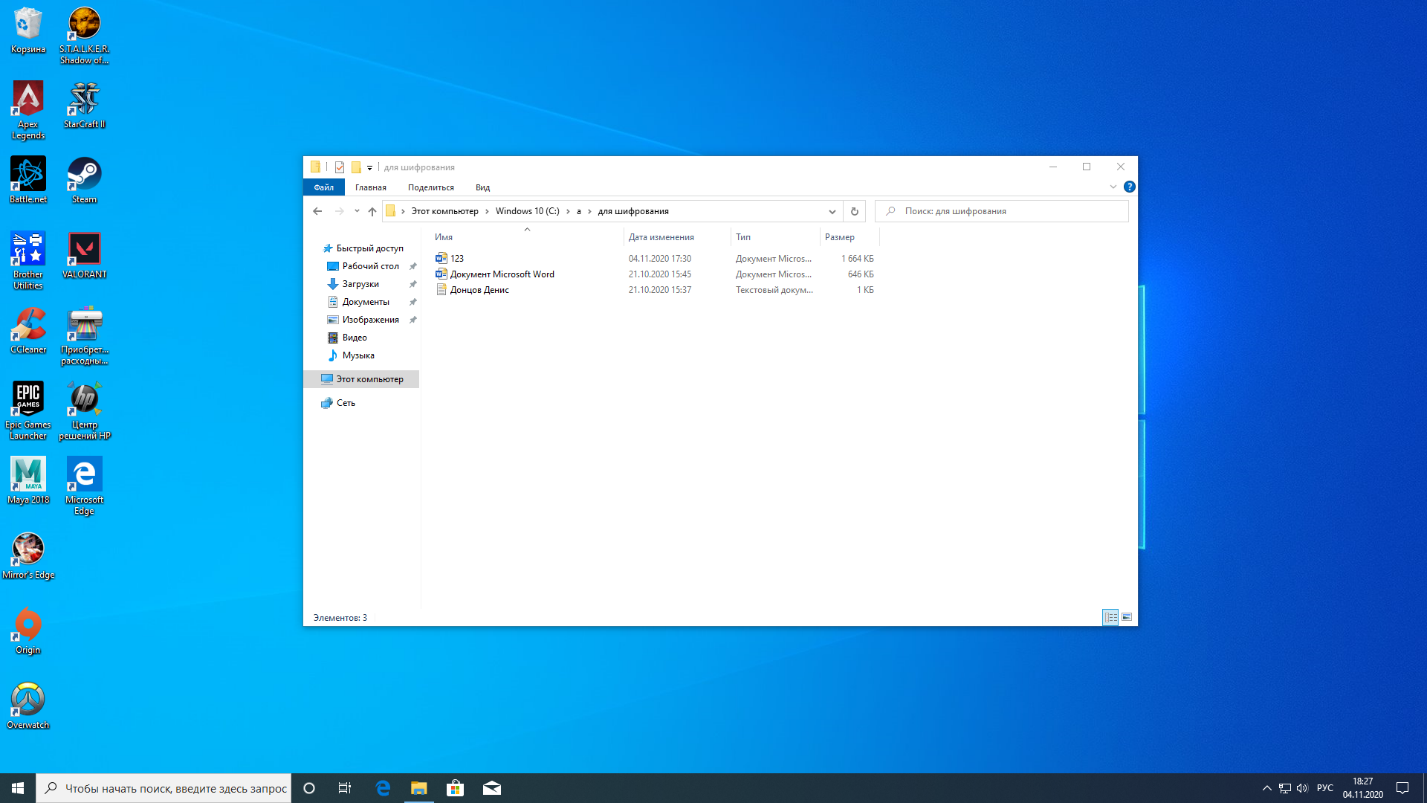 Корзина
S.T.A.L.K.E.R.
Shadow of...
Apex
Legends
StarCraft II
Battle.net
Steam
Brother
Utilities
VALORANT
CCleaner
Приобрет...
расходны...
EPIC
GAMES
Epic Games
Launcher
Центр
решений HP
MAYA
Maya 2018
Microsoft
Edge
Mirror's Edge
Origin
Overwatch
для шифрования
Файл Главная Поделиться Вид
Этот компьютер Windows 10 (C:) a для шифрования
Поиск: для шифрования
Быстрый доступ
Рабочий стол
Загрузки
Документы
Изображения
Видео
Музыка
Этот компьютер
Сеть
Имя Дата изменения Тип Размер
123 04.11.2020 17:30 Документ Micros... 1 664 КБ
Документ Microsoft Word 21.10.2020 15:45 Документ Micros... 646 КБ
Донцов Денис 21.10.2020 15:37 Текстовый докум... 1 КБ
Элементов: 3
Чтобы начать поиск, введите здесь запрос
РУС
18:27
04.11.2020